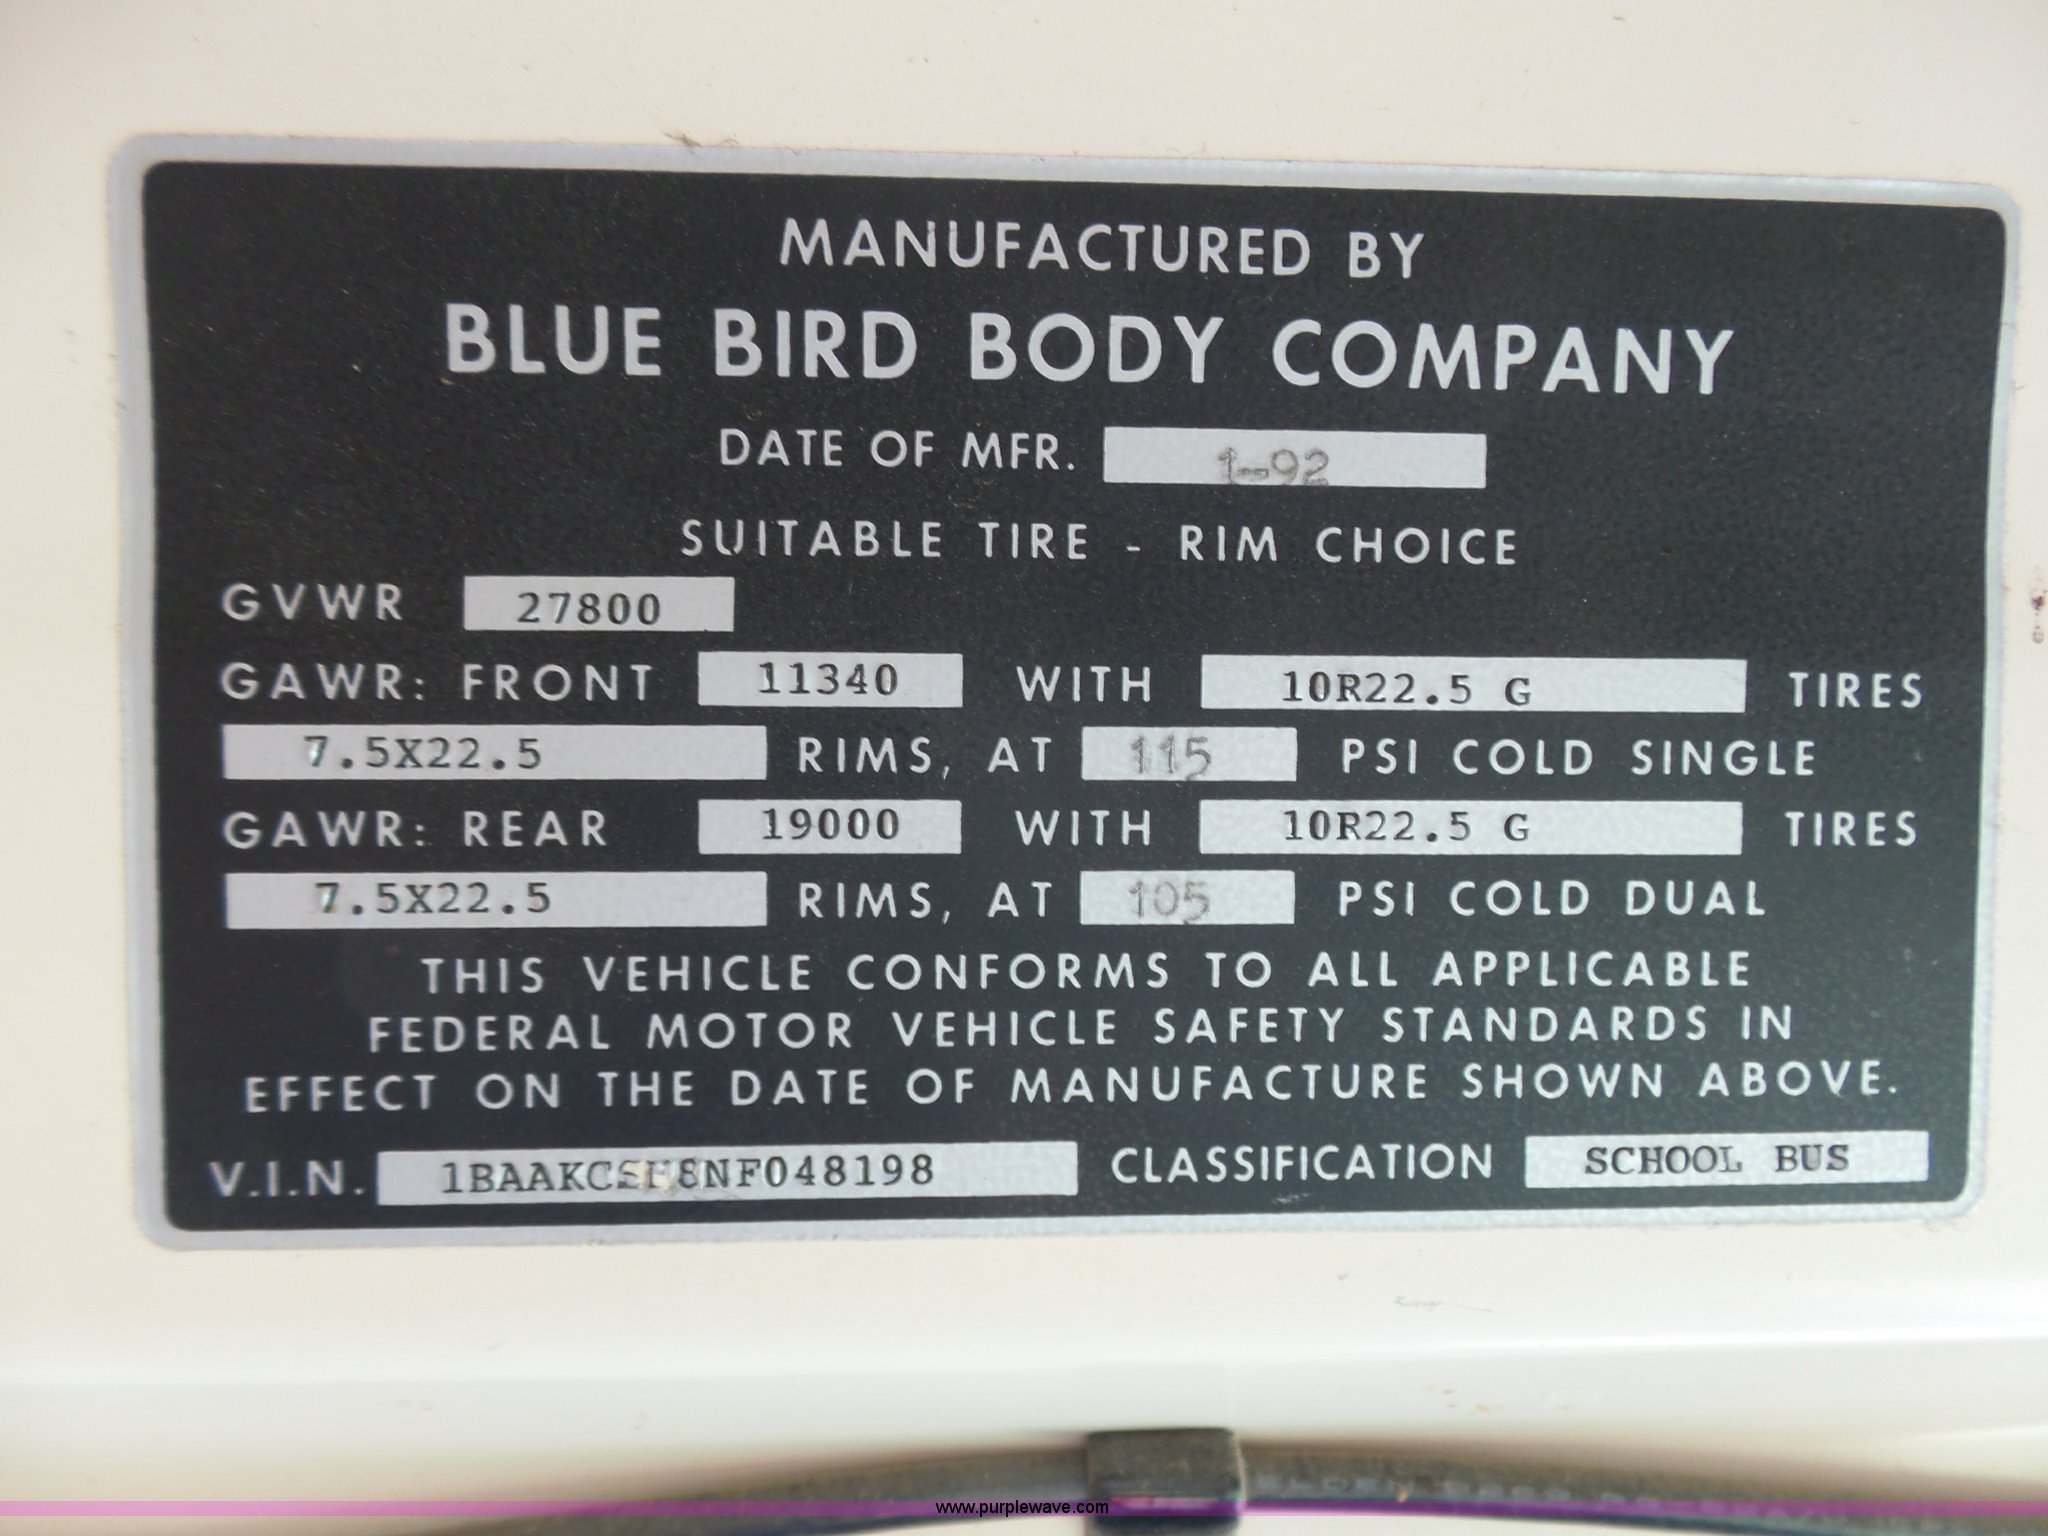 MANUFACTURED BY
BLUE BIRD BODY COMPANY
DATE OF MFR. 1-92
SUITABLE TIRE - RIM CHOICE
GVWR 27800
GAWR: FRONT 11340 WITH 10R22.5 G TIRES
7.5X22.5 RIMS, AT 115 PSI COLD SINGLE
GAWR: REAR 19000 WITH 10R22.5 G TIRES
7.5X22.5 RIMS, AT 105 PSI COLD DUAL
THIS VEHICLE CONFORMS TO ALL APPLICABLE
FEDERAL MOTOR VEHICLE SAFETY STANDARDS IN
EFFECT ON THE DATE OF MANUFACTURE SHOWN ABOVE.
V.I.N. CLASSIFICATION SCHOOL BUS
www.purplewave.com